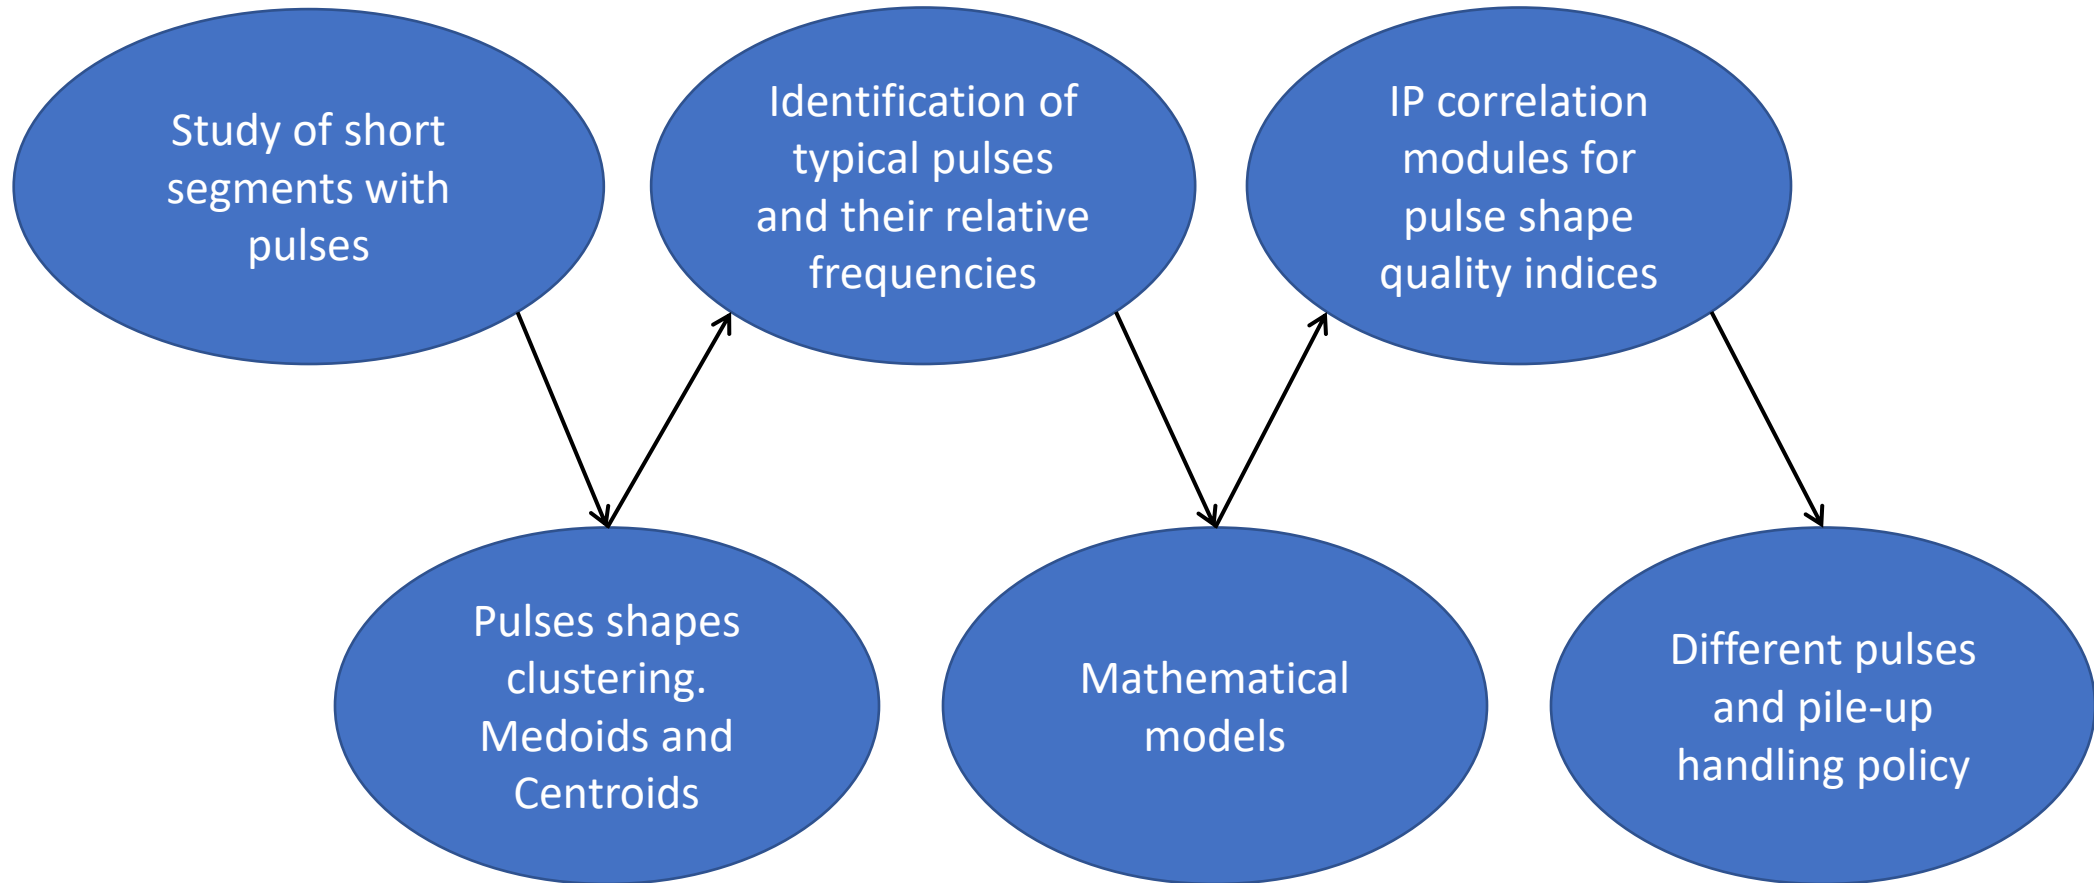 Study of short
segments with
pulses
Identification of
typical pulses
and their relative
frequencies
IP correlation
modules for
pulse shape
quality indices
Pulses shapes
clustering.
Medoids and
Centroids
Mathematical
models
Different pulses
and pile-up
handling policy